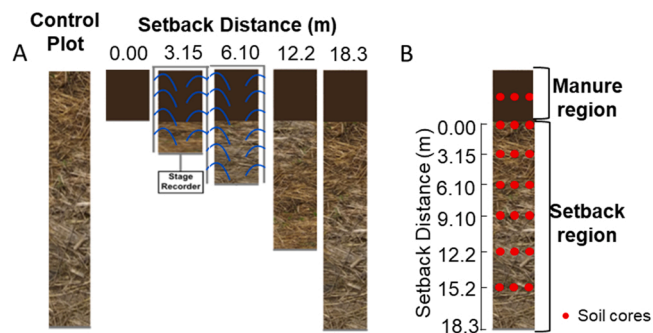 A
Control
Plot
Setback Distance (m)
0.00 3.15 6.10 12.2 18.3
Stage
Recorder
B
Manure
region
Setback Distance (m)
0.00
3.15
6.10
9.10
12.2
15.2
18.3
Setback
region
Soil cores